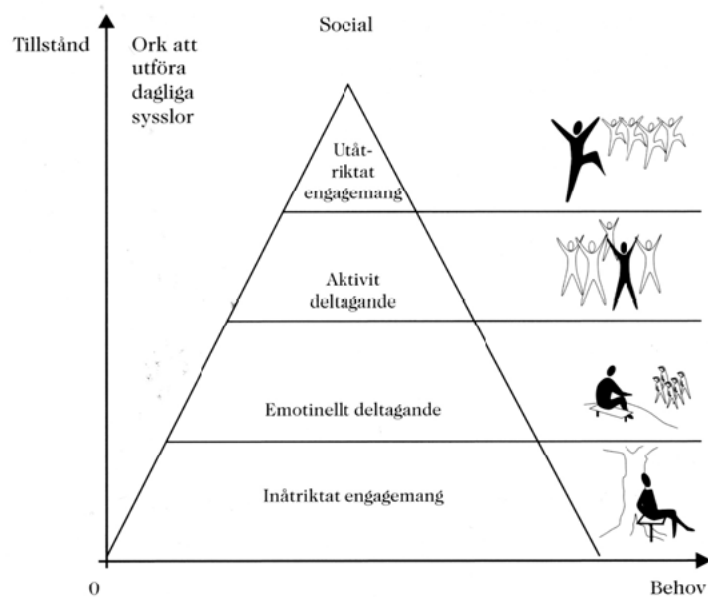 Social
Tillstånd
Ork att
utföra
dagliga
sysslor
Utåt-
riktat
engagemang
Aktivit
deltagande
Emotinellt deltagande
Inåtriktat engagemang
0
Behov